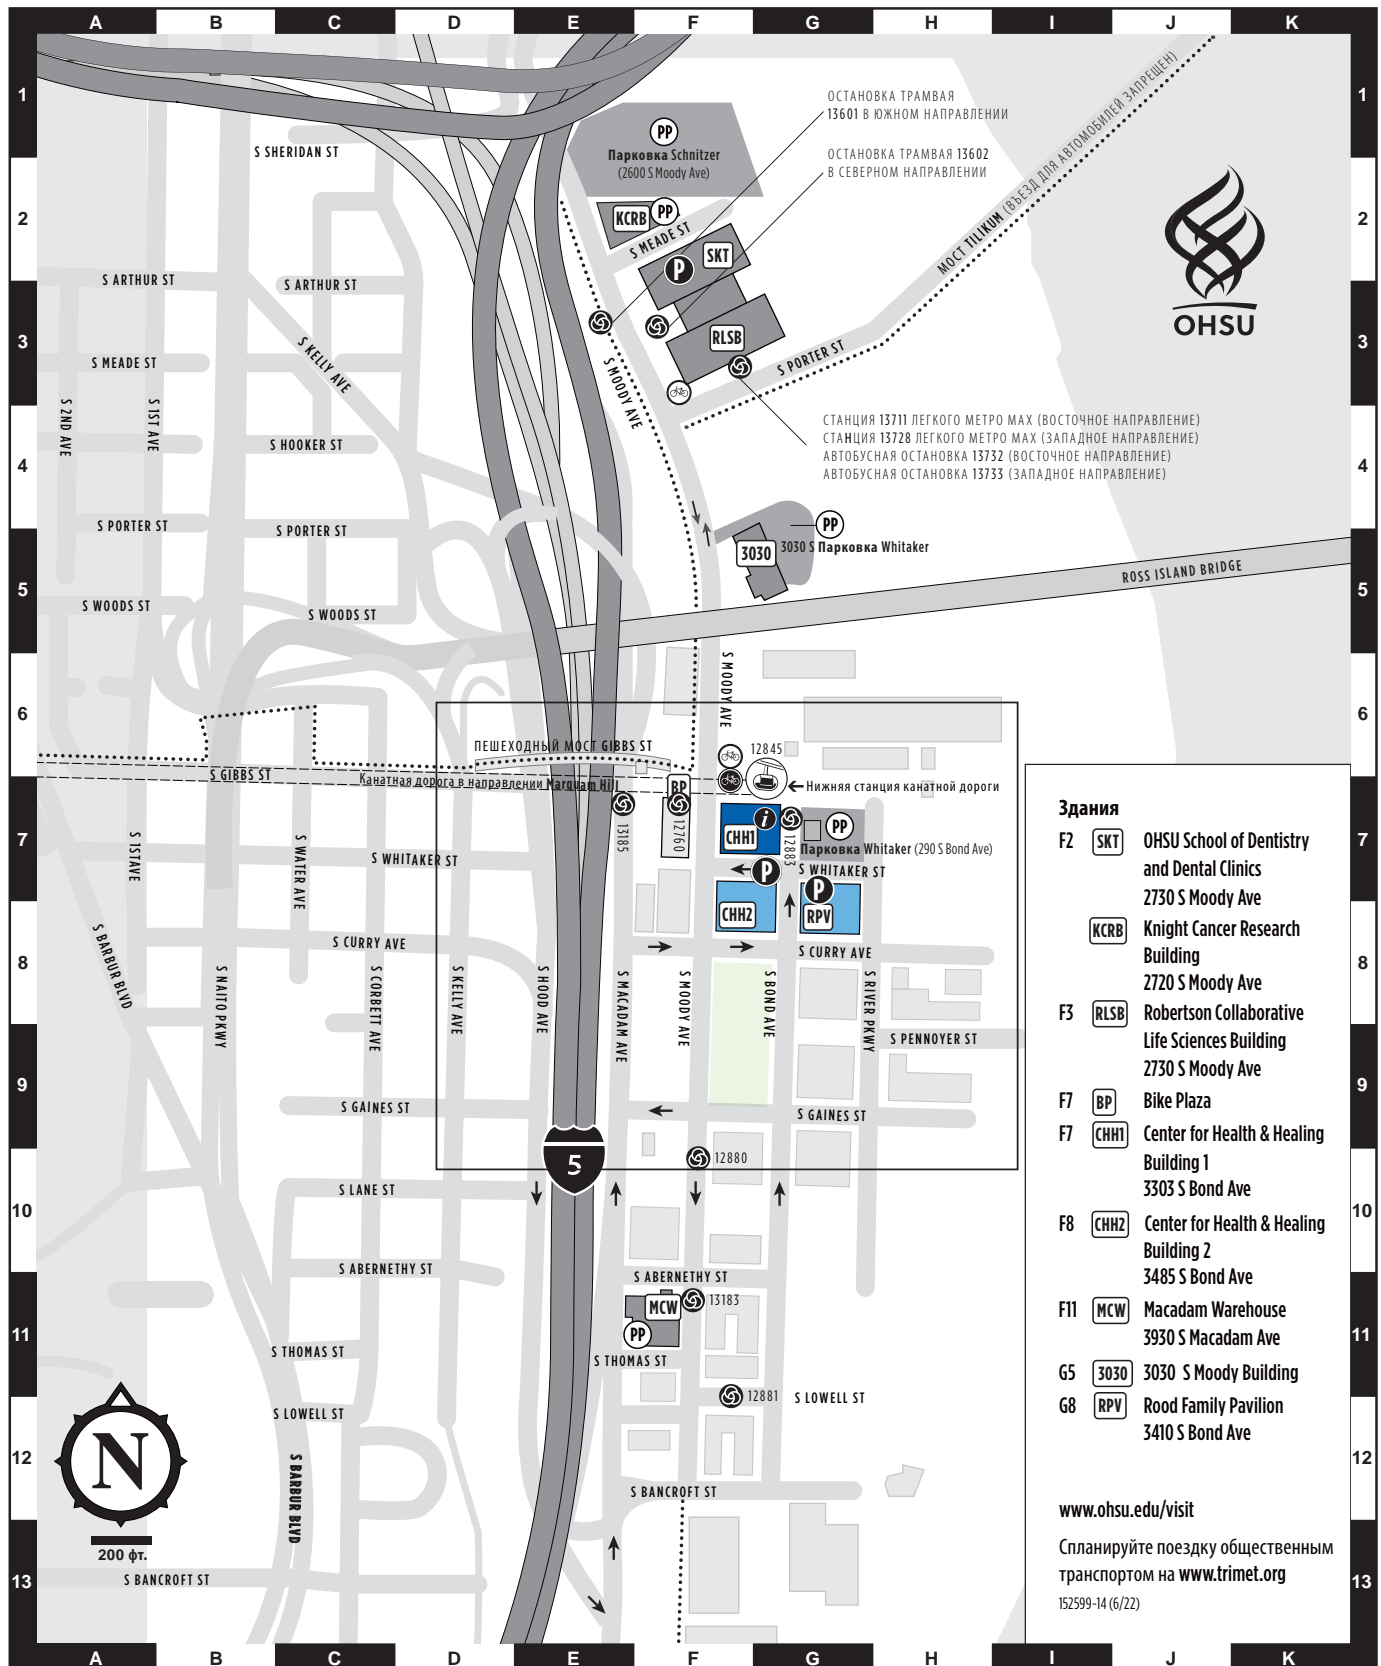 A B C D E F G H I J K
1
1
ОСТАНОВКА ТРАМВАЯ
13601 В ЮЖНОМ НАПРАВЛЕНИИ
PP
Парковка Schnitzer
(2600 S Moody Ave)
ОСТАНОВКА ТРАМВАЯ 13602
В СЕВЕРНОМ НАПРАВЛЕНИИ
S SHERIDAN ST
МОСТ TILIKUM (ВЪЕЗД ДЛЯ АВТОМОБИЛЕЙ ЗАПРЕЩЕН)
2
2
KCRB
PP
S MEADE ST
SKT
P
S ARTHUR ST
S ARTHUR ST
OHSU
3
3
RLSB
S PORTER ST
S MEADE ST
S KELLY AVE
S MOODY AVE
S 2ND AVE
S 1ST AVE
СТАНЦИЯ 13711 ЛЕГКОГО МЕТРО MAX (ВОСТОЧНОЕ НАПРАВЛЕНИЕ)
СТАНЦИЯ 13728 ЛЕГКОГО МЕТРО MAX (ЗАПАДНОЕ НАПРАВЛЕНИЕ)
АВТОБУСНАЯ ОСТАНОВКА 13732 (ВОСТОЧНОЕ НАПРАВЛЕНИЕ)
АВТОБУСНАЯ ОСТАНОВКА 13733 (ЗАПАДНОЕ НАПРАВЛЕНИЕ)
S HOOKER ST
4
4
S PORTER ST
S PORTER ST
PP
3030
3030 S Парковка Whitaker
ROSS ISLAND BRIDGE
5
5
S WOODS ST
S WOODS ST
S MOODY AVE
6
6
ПЕШЕХОДНЫЙ МОСТ GIBBS ST
12845
S GIBBS ST
Канатная дорога в направлении Marquam Hill
BP
Нижняя станция канатной дороги
13185
12760
CHH1
i
12883
PP
Парковка Whitaker (290 S Bond Ave)
7
7
S 1ST AVE
S WATER AVE
S WHITAKER ST
P
S WHITAKER ST
P
CHH2
RPV
S BARBUR BLVD
S CURRY AVE
S CURRY AVE
8
8
S NAITO PKWY
S CORBETT AVE
S KELLY AVE
S HOOD AVE
S MACADAM AVE
S MOODY AVE
S BOND AVE
S RIVER PKWY
S PENNOYER ST
9
9
S GAINES ST
S GAINES ST
5
12880
S LANE ST
10
10
S ABERNETHY ST
S ABERNETHY ST
MCW
13183
PP
11
11
S THOMAS ST
S THOMAS ST
12881
S LOWELL ST
S LOWELL ST
N
S BARBUR BLVD
12
12
S BANCROFT ST
200 фт.
S BANCROFT ST
13
13
Здания
F2 SKT OHSU School of Dentistry
and Dental Clinics
2730 S Moody Ave
KCRB Knight Cancer Research
Building
2720 S Moody Ave
F3 RLSB Robertson Collaborative
Life Sciences Building
2730 S Moody Ave
F7 BP Bike Plaza
F7 CHH1 Center for Health & Healing
Building 1
3303 S Bond Ave
F8 CHH2 Center for Health & Healing
Building 2
3485 S Bond Ave
F11 MCW Macadam Warehouse
3930 S Macadam Ave
G5 3030 3030 S Moody Building
G8 RPV Rood Family Pavilion
3410 S Bond Ave
www.ohsu.edu/visit
Спланируйте поездку общественным
транспортом на www.trimet.org
152599-14 (6/22)
A B C D E F G H I J K